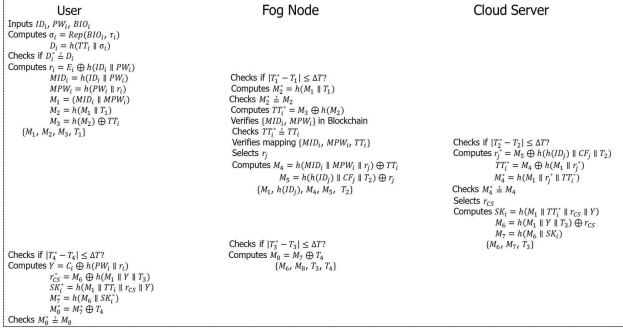 User
Inputs ID_i, PW_i, BIO_i
Computes σ_i = Rep(BIO_i, τ_i)
D_i = h(TT_i ∥ σ_i)
Checks if D_i^* ≟ D_i
Computes r_i = E_i ⊕ h(ID_i ∥ PW_i)
MID_i = h(ID_i ∥ PW_i)
MPW_i = h(PW_i ∥ r_i)
M_1 = (MID_i ∥ MPW_i)
M_2 = h(M_1 ∥ T_1)
M_3 = h(M_2) ⊕ TT_i
{M_1, M_2, M_3, T_1}
Fog Node
Checks if |T_1^* − T_1| ≤ ΔT?
Computes M_2^* = h(M_1 ∥ T_1)
Checks M_2^* ≟ M_2
Computes TT_i^* = M_3 ⊕ h(M_2)
Verifies {MID_i, MPW_i} in Blockchain
Checks TT_i^* ≟ TT_i
Verifies mapping {MID_i, MPW_i, TT_i}
Selects r_j
Computes M_4 = h(MID_i ∥ MPW_i ∥ r_j) ⊕ TT_i
M_5 = h(h(ID_j) ∥ CF_j ∥ T_2) ⊕ r_j
{M_1, h(ID_j), M_4, M_5, T_2}
Cloud Server
Checks if |T_2^* − T_2| ≤ ΔT?
Computes r_j^* = M_5 ⊕ h(h(ID_j) ∥ CF_j ∥ T_2)
TT_i^* = M_4 ⊕ h(M_1 ∥ r_j^*)
M_4^* = h(M_1 ∥ r_j^* ∥ TT_i^*)
Checks M_4^* ≟ M_4
Selects r_CS
Computes SK_i = h(M_1 ∥ TT_i^* ∥ r_CS ∥ Y)
M_6 = h(M_1 ∥ Y ∥ T_3) ⊕ r_CS
M_7 = h(M_6 ∥ SK_i)
{M_6, M_7, T_3}
Checks if |T_3^* − T_3| ≤ ΔT?
Computes M_8 = M_7 ⊕ T_4
{M_6, M_8, T_3, T_4}
Checks if |T_4^* − T_4| ≤ ΔT?
Computes Y = C_i ⊕ h(PW_i ∥ r_i)
r_CS^* = M_6 ⊕ h(M_1 ∥ Y ∥ T_3)
SK_i^* = h(M_1 ∥ TT_i ∥ r_CS ∥ Y)
M_7^* = h(M_6 ∥ SK_i^*)
M_8^* = M_7^* ⊕ T_4
Checks M_8^* ≟ M_8